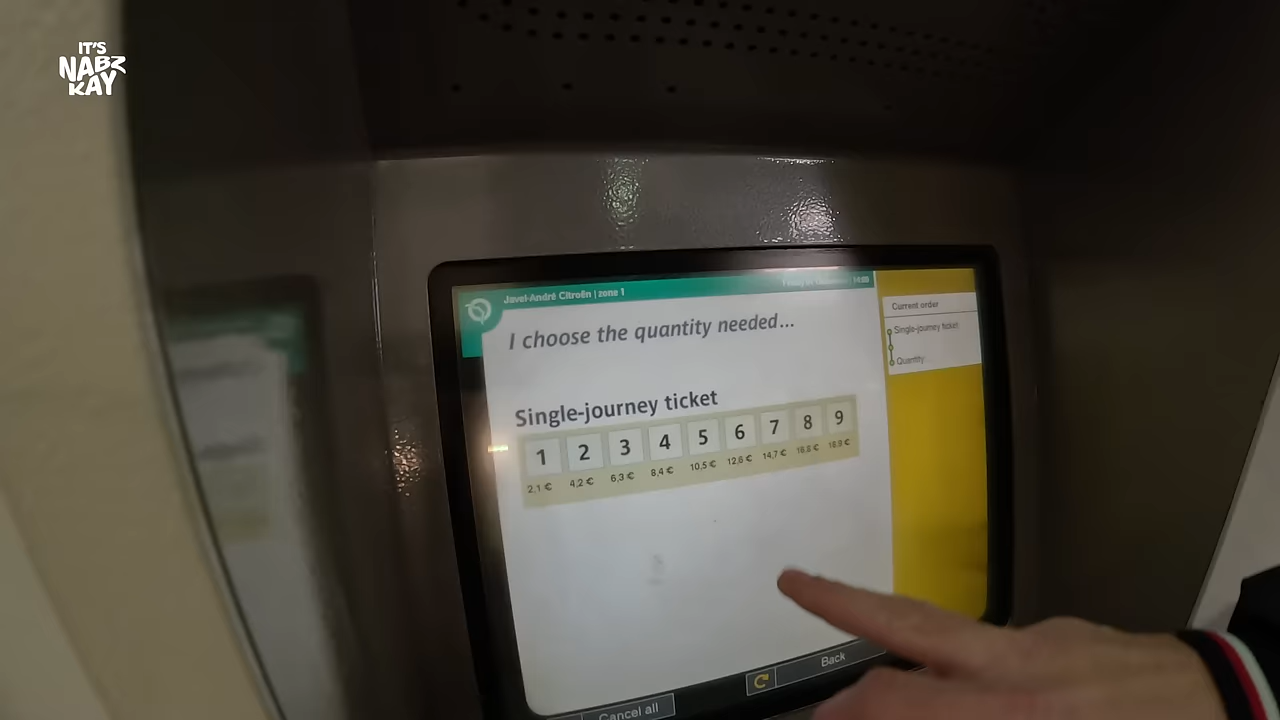 IT'S
NABZ
KAY
Javel-André Citroën | zone 1
I choose the quantity needed...
Current order
Single-journey ticket
Quantity
Single-journey ticket
1 2 3 4 5 6 7 8 9
2,1 € 4,2 € 6,3 € 8,4 € 10,5 € 12,6 € 14,7 € 16,8 € 18,9 €
Back
Cancel all